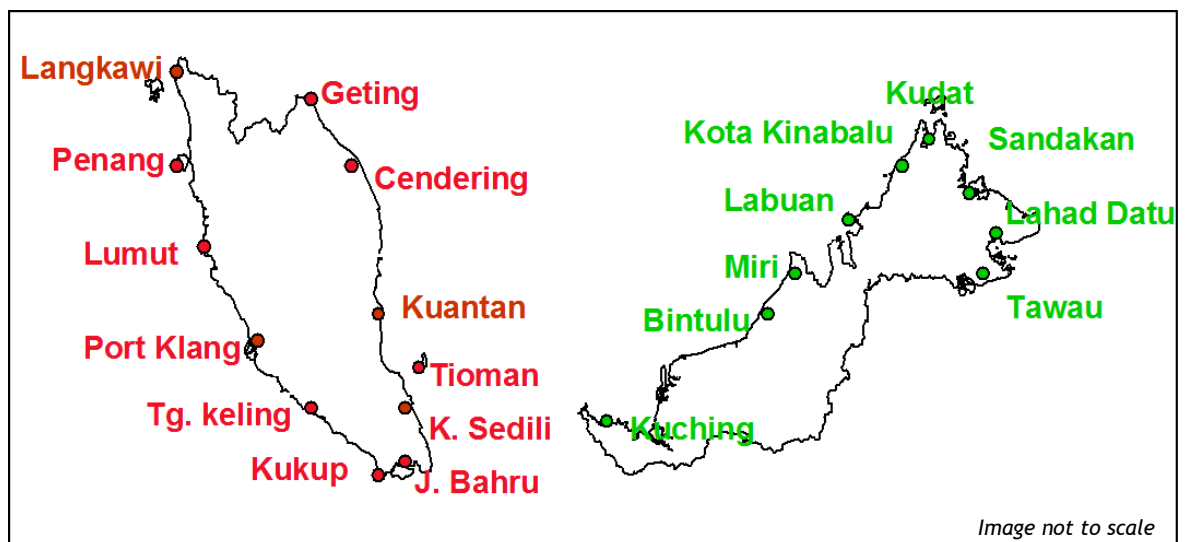 Langkawi
Geting
Penang
Cendering
Lumut
Kuantan
Port Klang
Tioman
Tg. keling
K. Sedili
Kukup
J. Bahru
Kudat
Kota Kinabalu
Sandakan
Labuan
Lahad Datu
Miri
Tawau
Bintulu
Kuching
Image not to scale